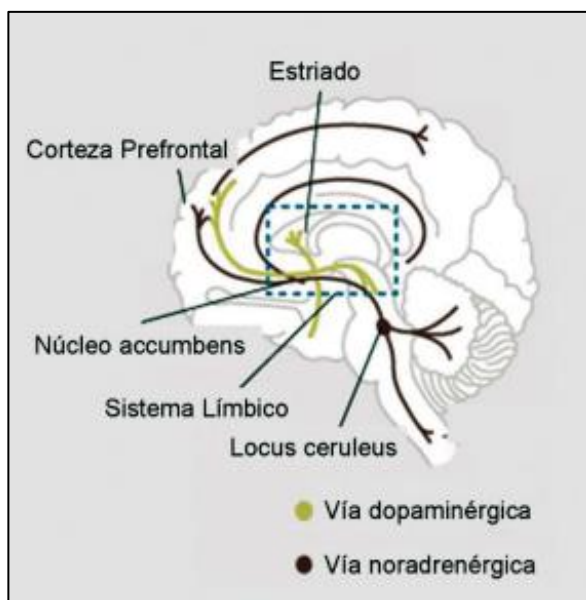 Estriado
Corteza Prefrontal
Núcleo accumbens
Sistema Límbico
Locus ceruleus
Vía dopaminérgica
Vía noradrenérgica